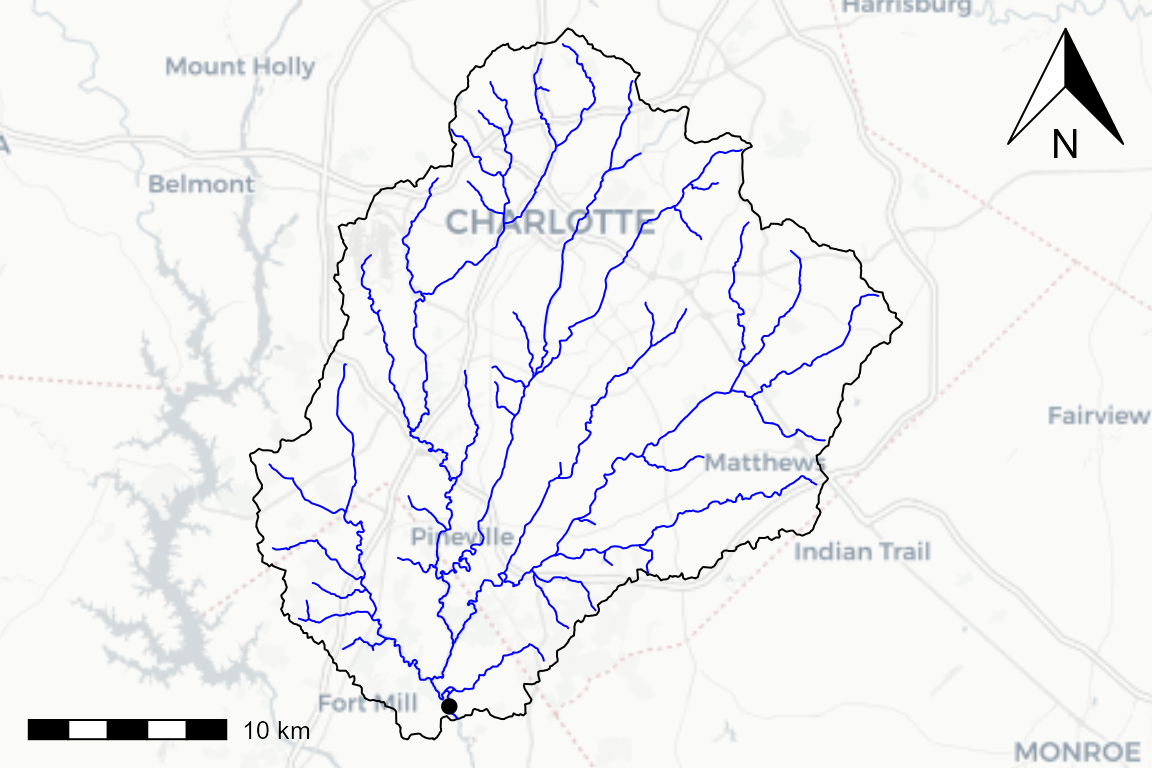 Harrisburg
Mount Holly
N
A
Belmont
CHARLOTTE
Fairview
Matthews
Pineville
Indian Trail
Fort Mill
10 km
MONROE